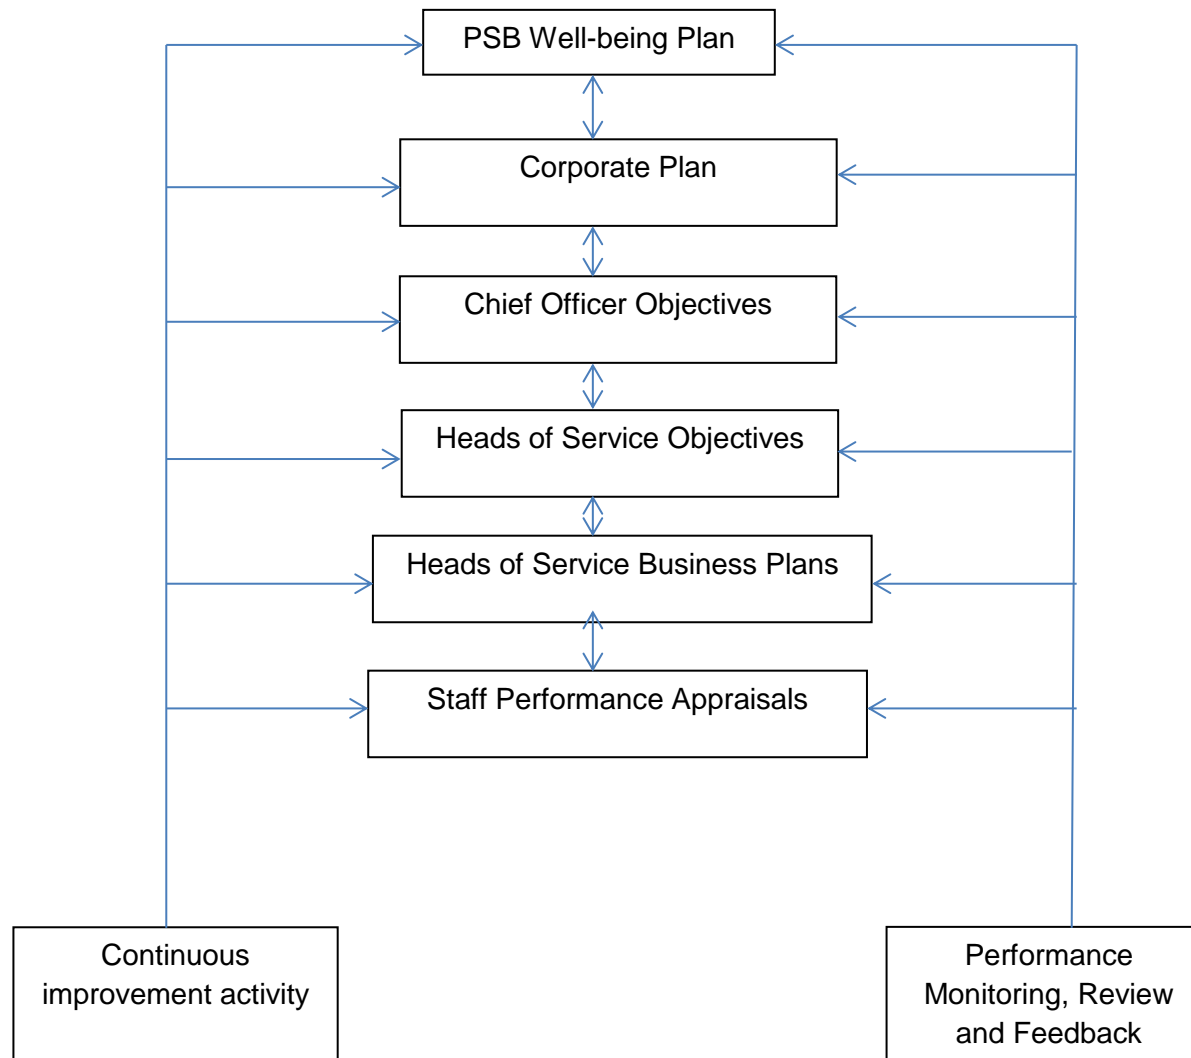 PSB Well-being Plan
Corporate Plan
Chief Officer Objectives
Heads of Service Objectives
Heads of Service Business Plans
Staff Performance Appraisals
Continuous
improvement activity
Performance
Monitoring, Review
and Feedback